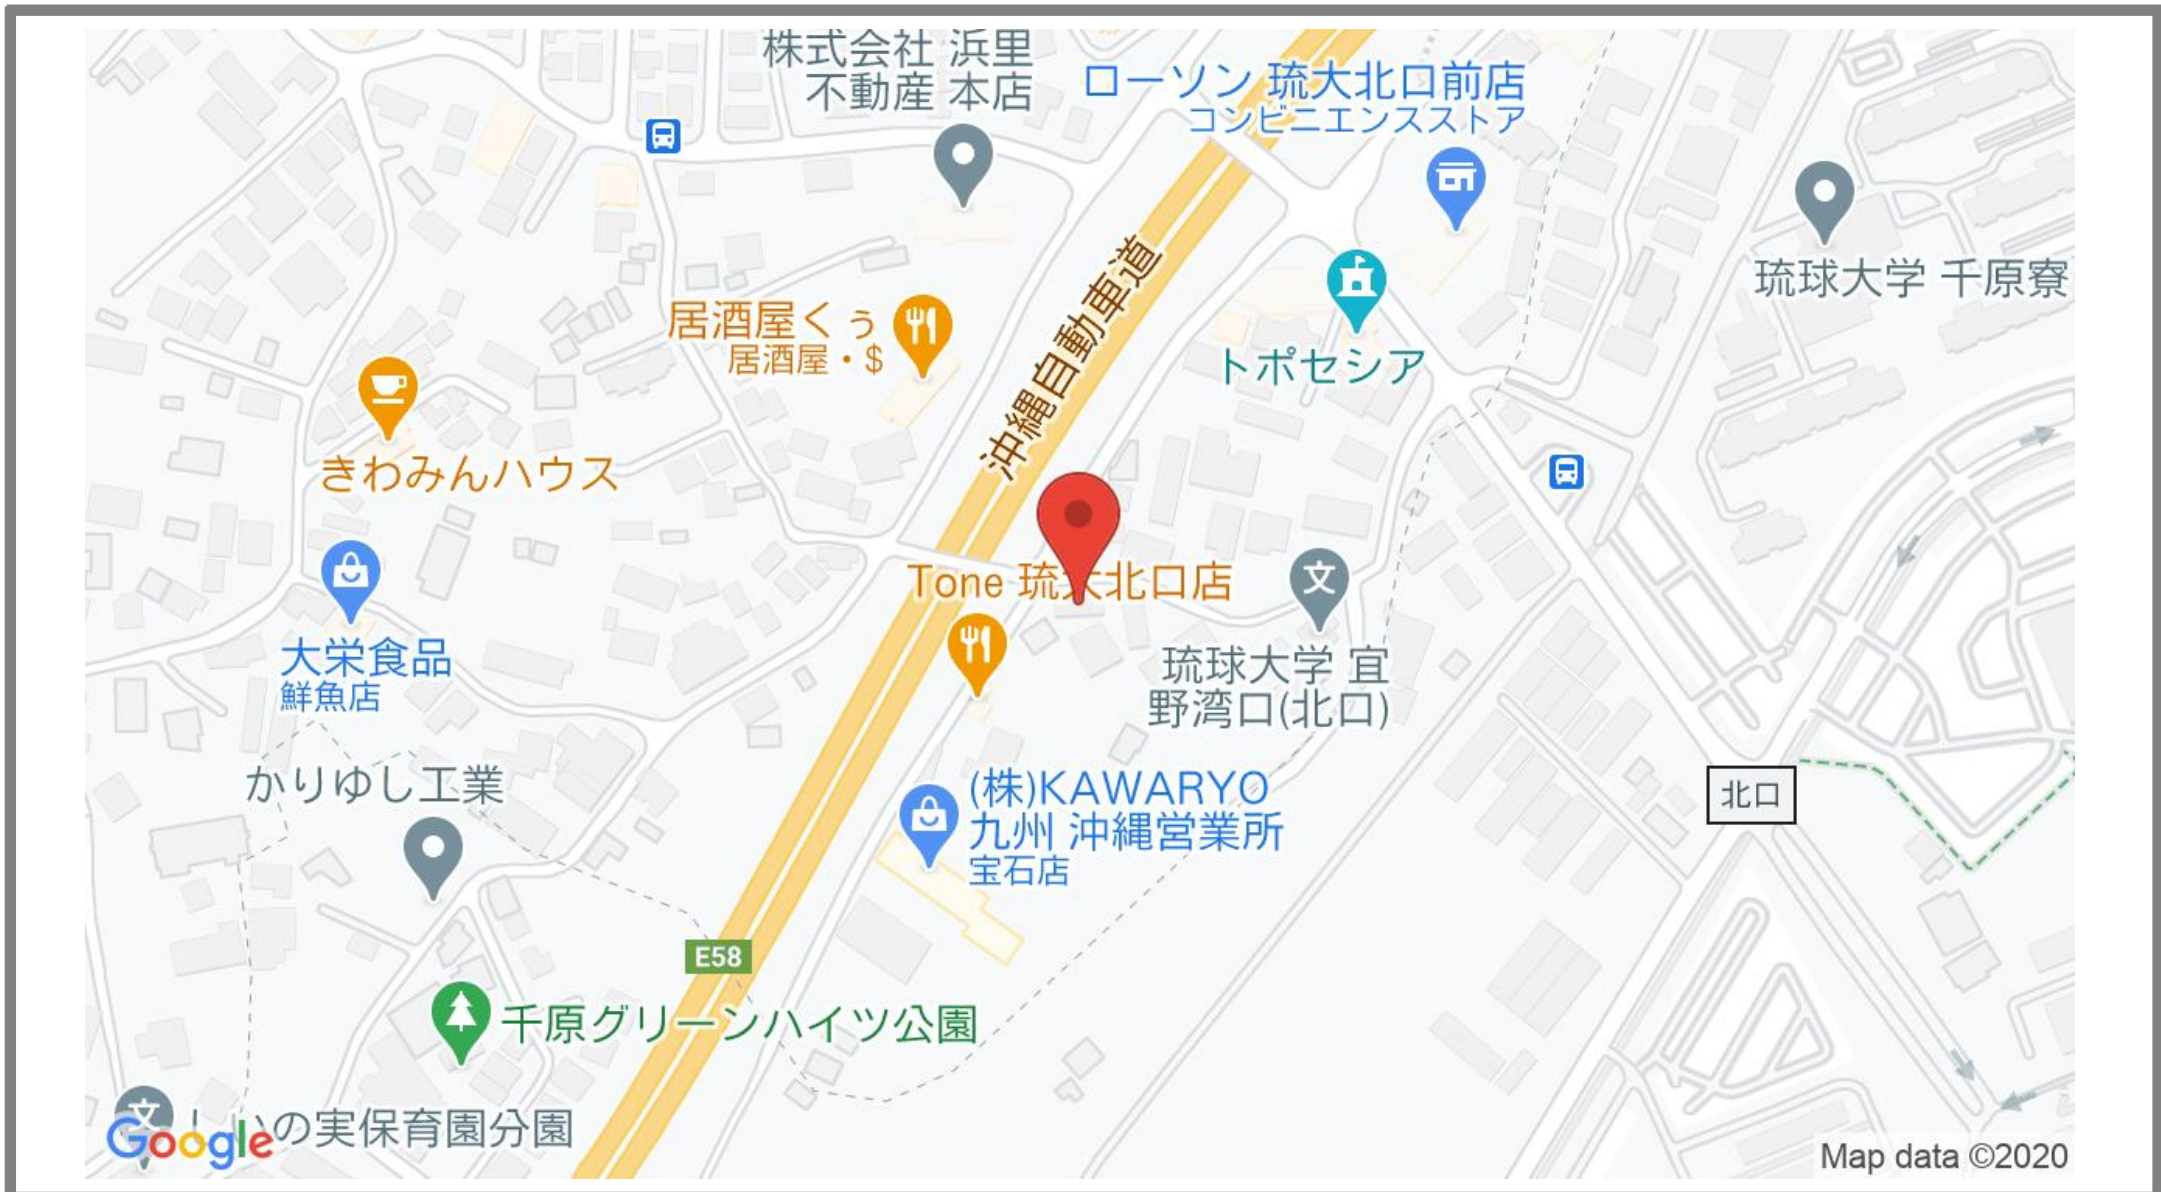 株式会社 浜里
不動産 本店
ローソン 琉大北口前店
コンビニエンスストア
琉球大学 千原寮
居酒屋くぅ
居酒屋・$
沖縄自動車道
トポセシア
きわみんハウス
Tone 琉大北口店
文
大栄食品
鮮魚店
琉球大学 宜
野湾口(北口)
かりゆし工業
(株)KAWARYO
九州 沖縄営業所
宝石店
北口
E58
千原グリーンハイツ公園
文
しいの実保育園分園
Google
Map data ©2020